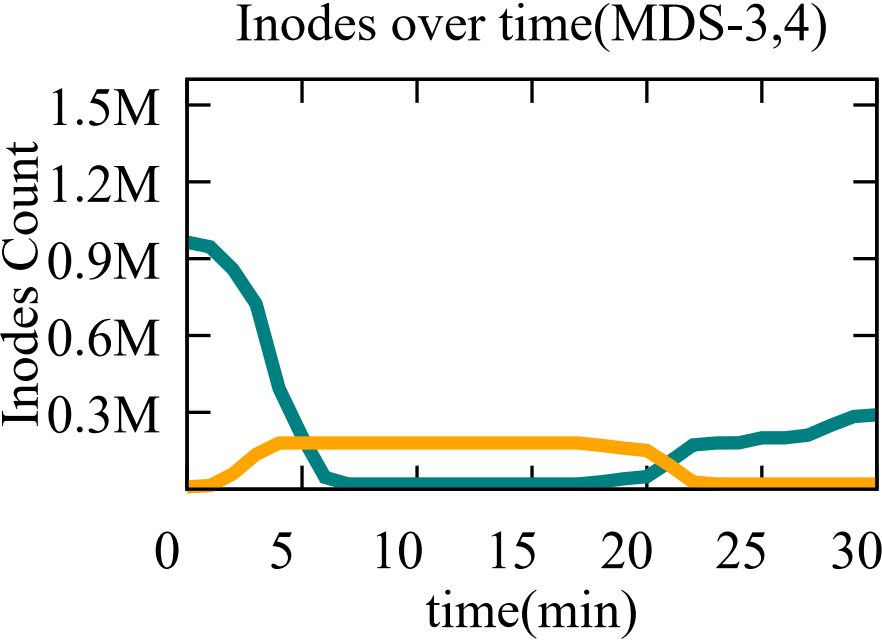 Inodes over time(MDS-3,4)
Inodes Count
1.5M
1.2M
0.9M
0.6M
0.3M
0 5 10 15 20 25 30
time(min)